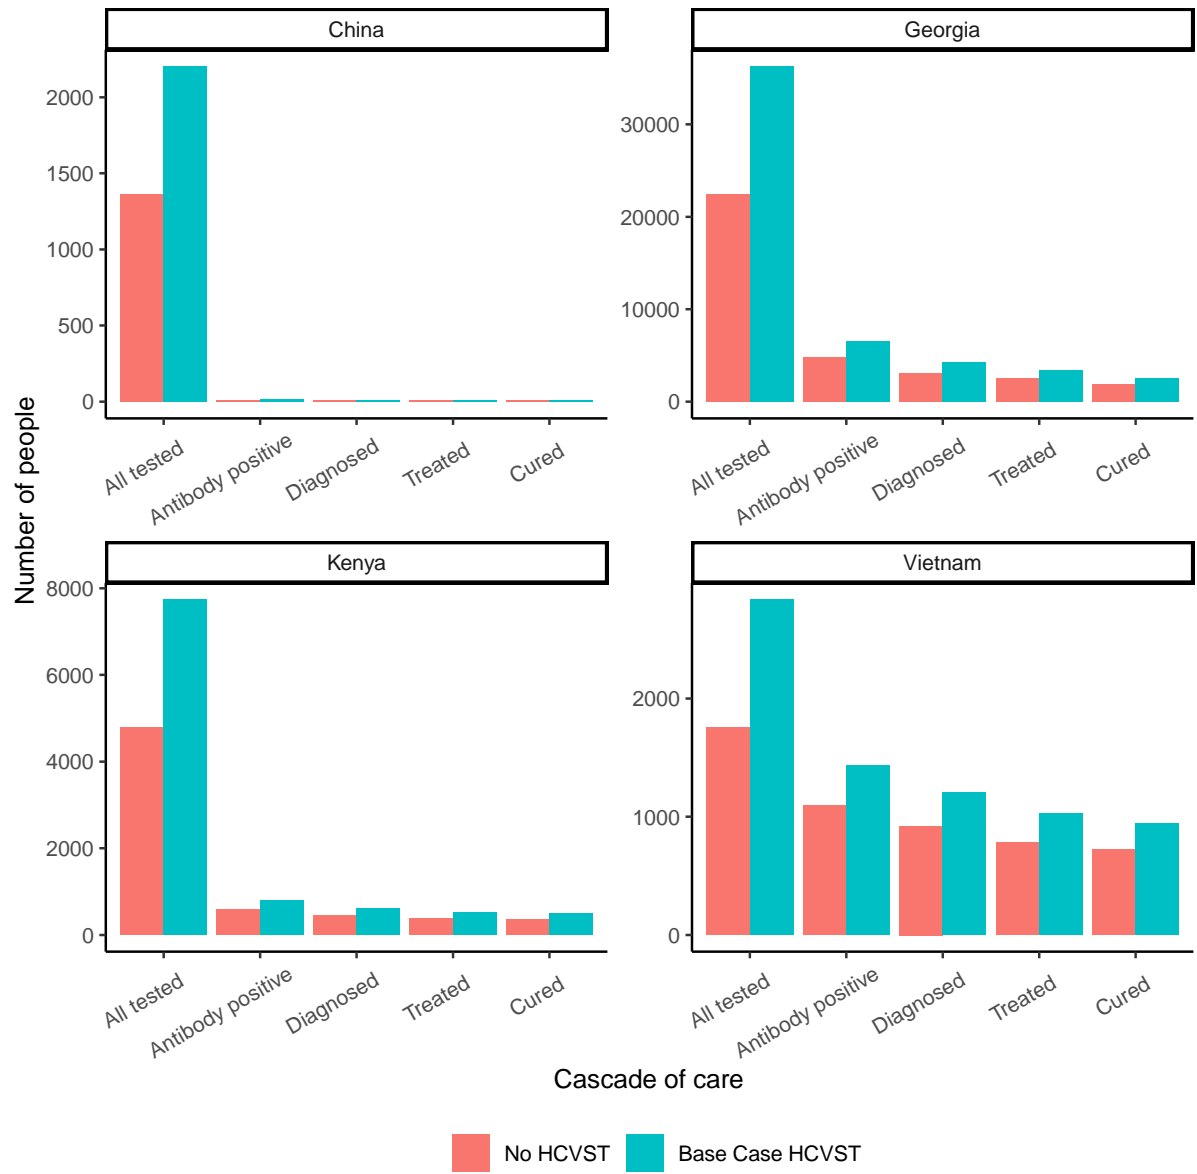 China
Georgia
2000
1500
1000
500
0
30000
20000
10000
0
All tested
Antibody positive
Diagnosed
Treated
Cured
All tested
Antibody positive
Diagnosed
Treated
Cured
Number of people
Kenya
Vietnam
8000
6000
4000
2000
0
2000
1000
0
All tested
Antibody positive
Diagnosed
Treated
Cured
All tested
Antibody positive
Diagnosed
Treated
Cured
Cascade of care
No HCVST
Base Case HCVST